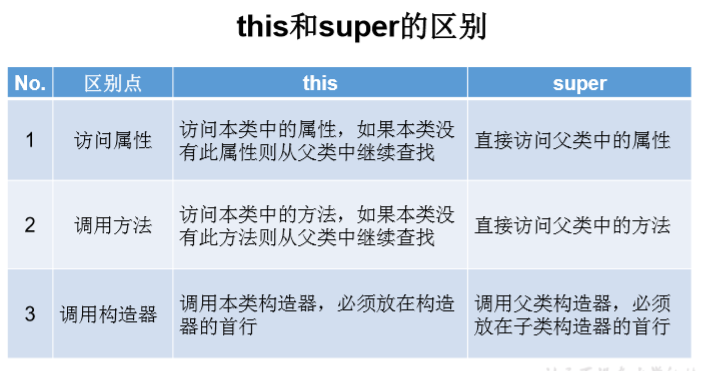 this和super的区别
No. 区别点 this super
1 访问属性 访问本类中的属性，如果本类没 直接访问父类中的属性
有此属性则从父类中继续查找
2 调用方法 访问本类中的方法，如果本类没 直接访问父类中的方法
有此方法则从父类中继续查找
3 调用构造器 调用本类构造器，必须放在构造 调用父类构造器，必须
器的首行 放在子类构造器的首行